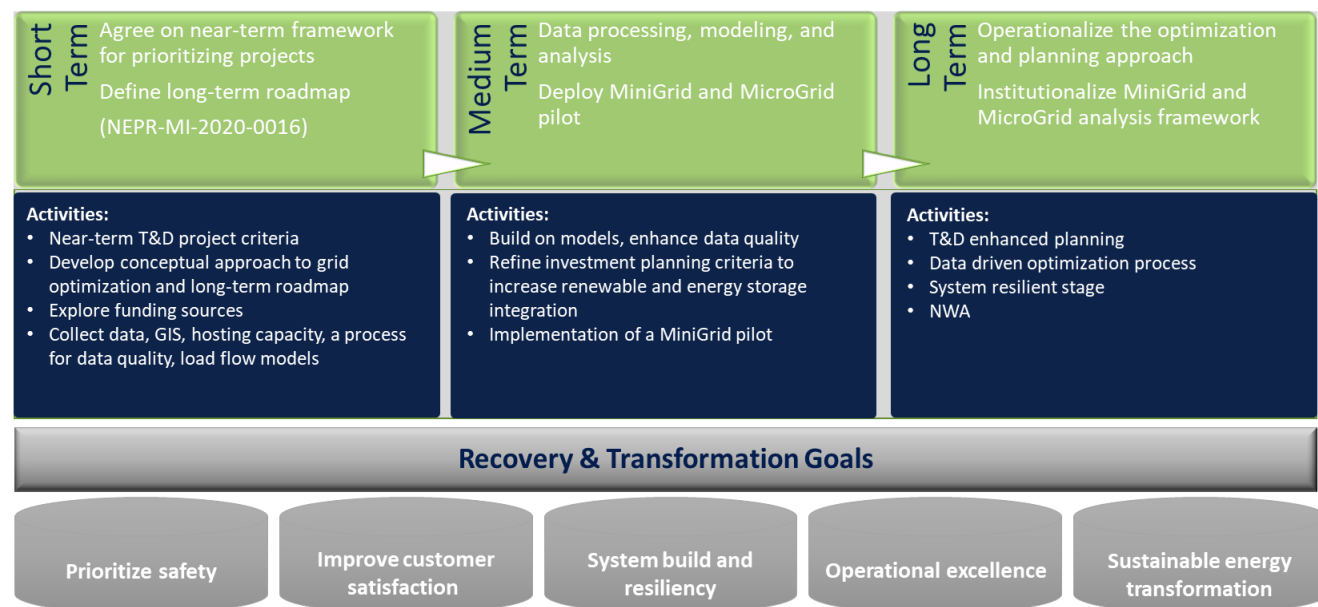 Short
Term
Agree on near-term framework
for prioritizing projects
Define long-term roadmap
(NEPR-MI-2020-0016)
Medium
Term
Data processing, modeling, and
analysis
Deploy MiniGrid and MicroGrid
pilot
Long
Term
Operationalize the optimization
and planning approach
Institutionalize MiniGrid and
MicroGrid analysis framework
Activities:
• Near-term T&D project criteria
• Develop conceptual approach to grid
optimization and long-term roadmap
• Explore funding sources
• Collect data, GIS, hosting capacity, a process
for data quality, load flow models
Activities:
• Build on models, enhance data quality
• Refine investment planning criteria to
increase renewable and energy storage
integration
• Implementation of a MiniGrid pilot
Activities:
• T&D enhanced planning
• Data driven optimization process
• System resilient stage
• NWA
Recovery & Transformation Goals
Prioritize safety
Improve customer
satisfaction
System build and
resiliency
Operational excellence
Sustainable energy
transformation